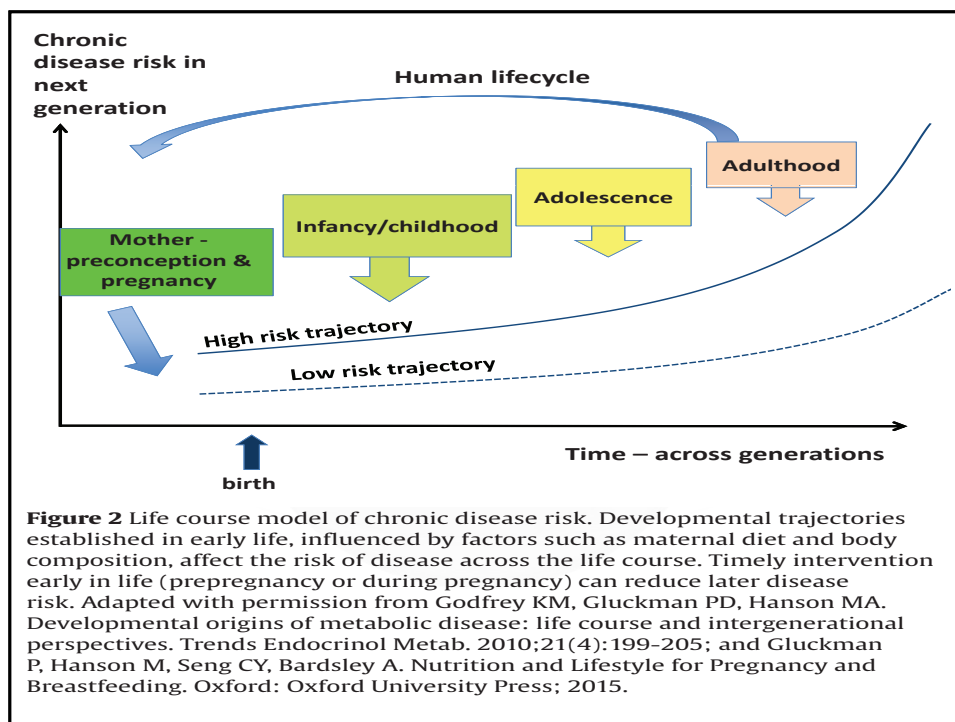 Chronic
disease risk in
next
generation
Human lifecycle
Adulthood
Adolescence
Infancy/childhood
Mother -
preconception &
pregnancy
High risk trajectory
Low risk trajectory
Time – across generations
birth
Figure 2 Life course model of chronic disease risk. Developmental trajectories
established in early life, influenced by factors such as maternal diet and body
composition, affect the risk of disease across the life course. Timely intervention
early in life (prepregnancy or during pregnancy) can reduce later disease
risk. Adapted with permission from Godfrey KM, Gluckman PD, Hanson MA.
Developmental origins of metabolic disease: life course and intergenerational
perspectives. Trends Endocrinol Metab. 2010;21(4):199-205; and Gluckman
P, Hanson M, Seng CY, Bardsley A. Nutrition and Lifestyle for Pregnancy and
Breastfeeding. Oxford: Oxford University Press; 2015.